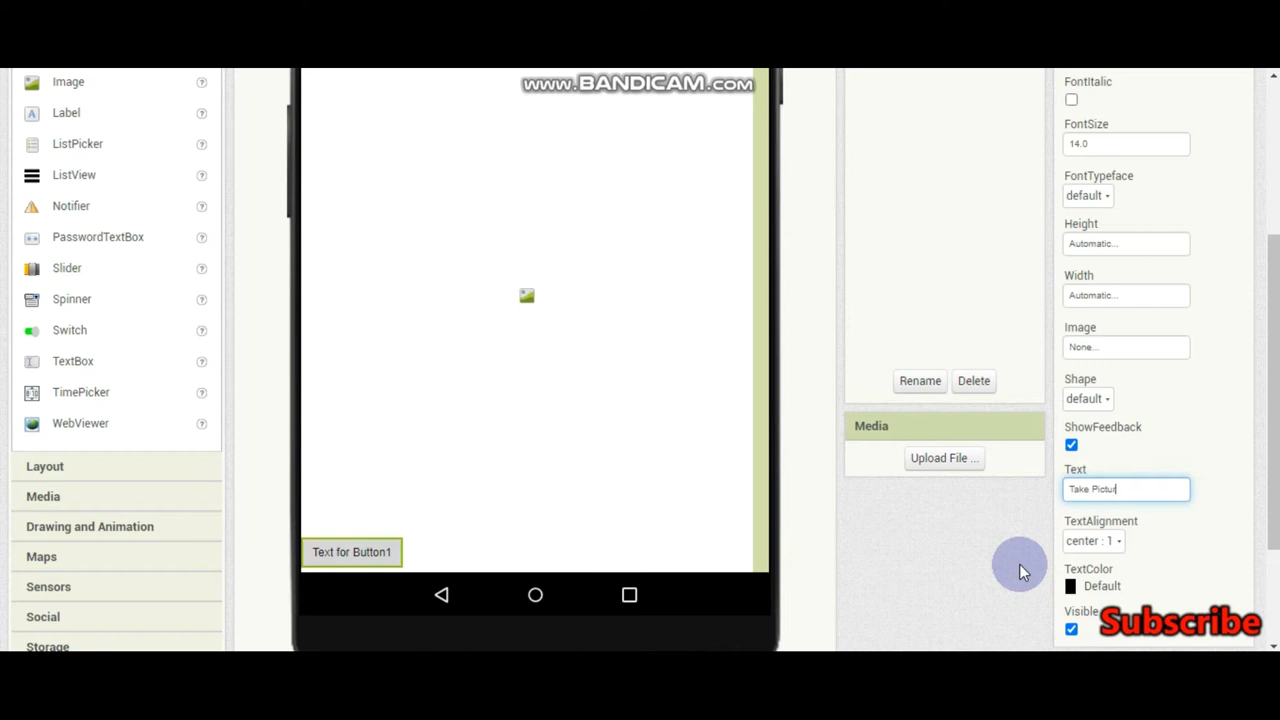 www.BANDICAM.com
Image ?
Label ?
ListPicker ?
ListView ?
Notifier ?
PasswordTextBox ?
Slider ?
Spinner ?
Switch ?
TextBox ?
TimePicker ?
WebViewer ?
Layout
Media
Drawing and Animation
Maps
Sensors
Social
Storage
Text for Button1
Rename Delete
Media
Upload File ...
FontItalic
FontSize
14.0
FontTypeface
default
Height
Automatic...
Width
Automatic...
Image
None...
Shape
default
ShowFeedback
Text
Take Pictur
TextAlignment
center : 1
TextColor
Default
Visible
Subscribe